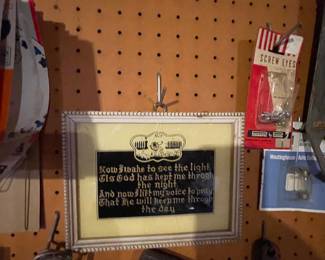 Now I wake to see the light
Tis God has kept me through
the night
And now I lift my voice to pray
That he will keep me through
the day
SCREW EYES
Westinghouse